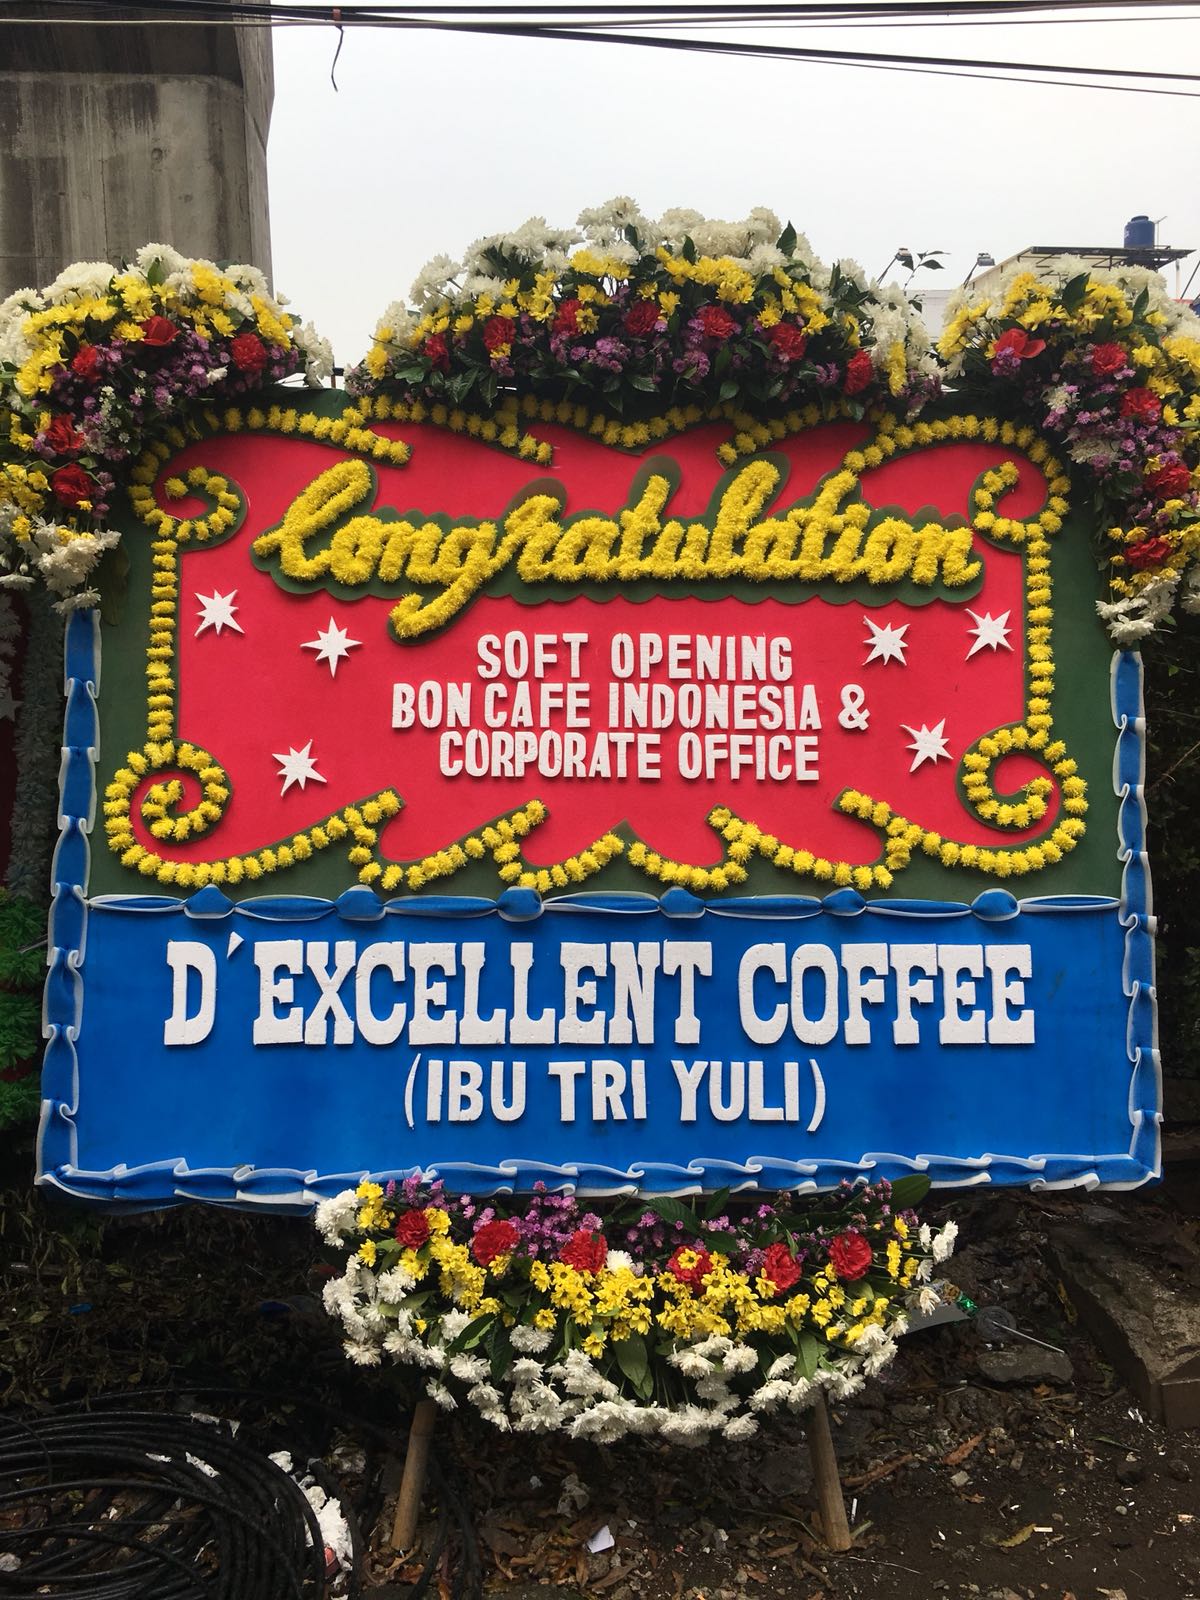 Congratulation
SOFT OPENING
BON CAFE INDONESIA &
CORPORATE OFFICE
D'EXCELLENT COFFEE
(IBU TRI YULI)